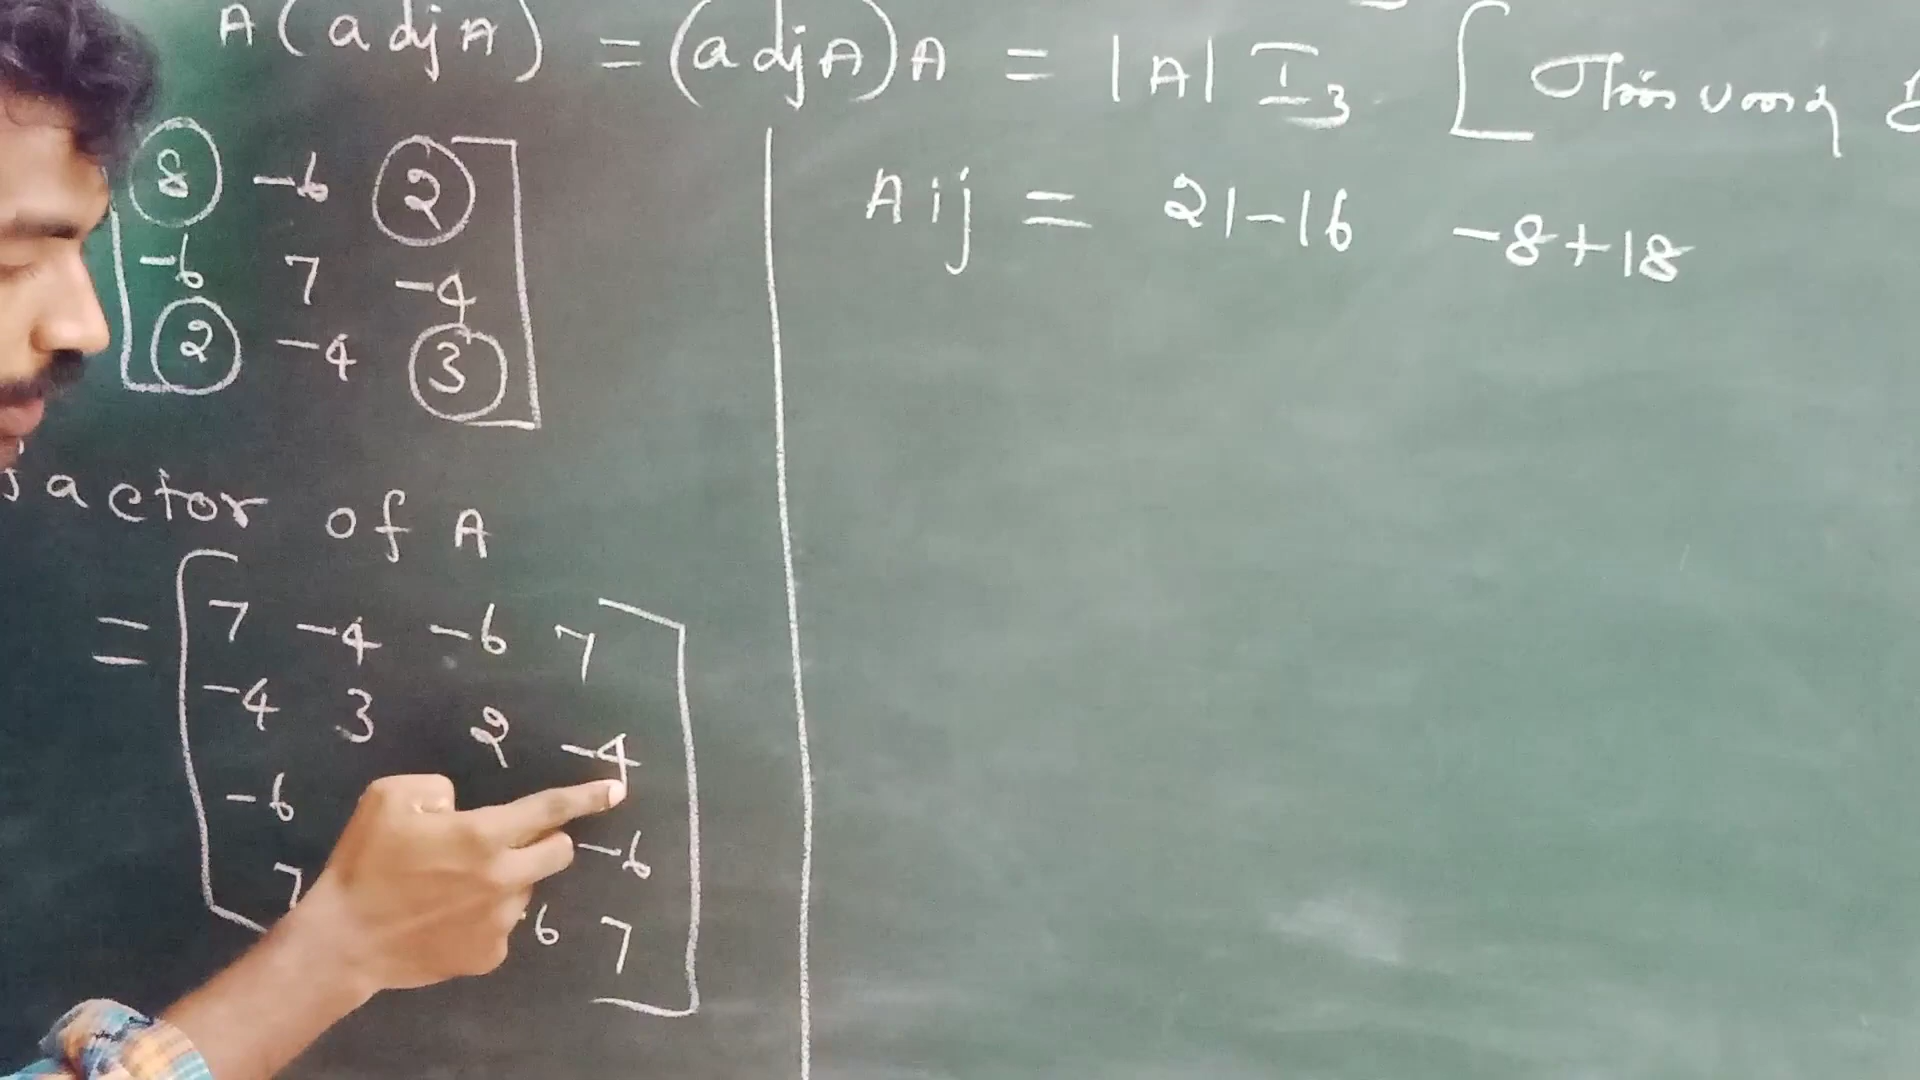 A(adjA) = (adjA)A = |A| I₃ [
8 -6 2
-6 7 -4
2 -4 3
Aij = 21-16 -8+18
actor of A
= 7 -4 -6 7
-4 3 2 -4
-6 -6
7 6 7